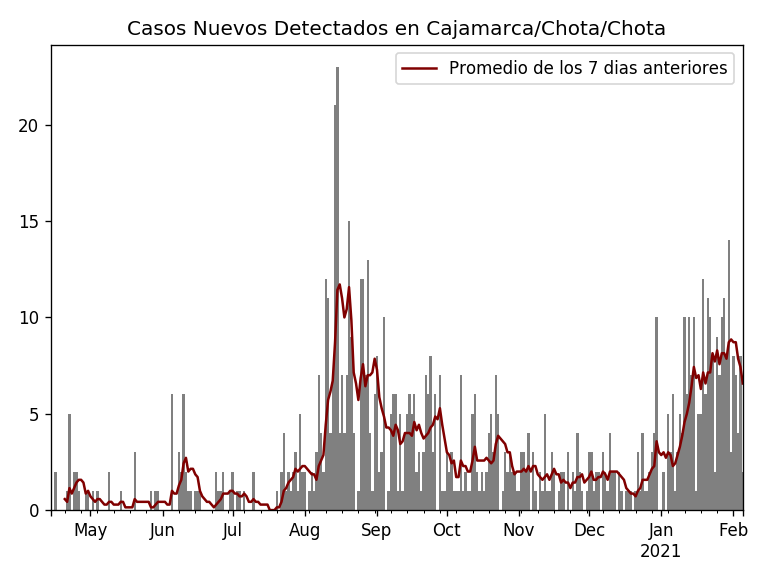 Casos Nuevos Detectados en Cajamarca/Chota/Chota
Promedio de los 7 dias anteriores
20
15
10
5
0
May Jun Jul Aug Sep Oct Nov Dec Jan Feb
2021